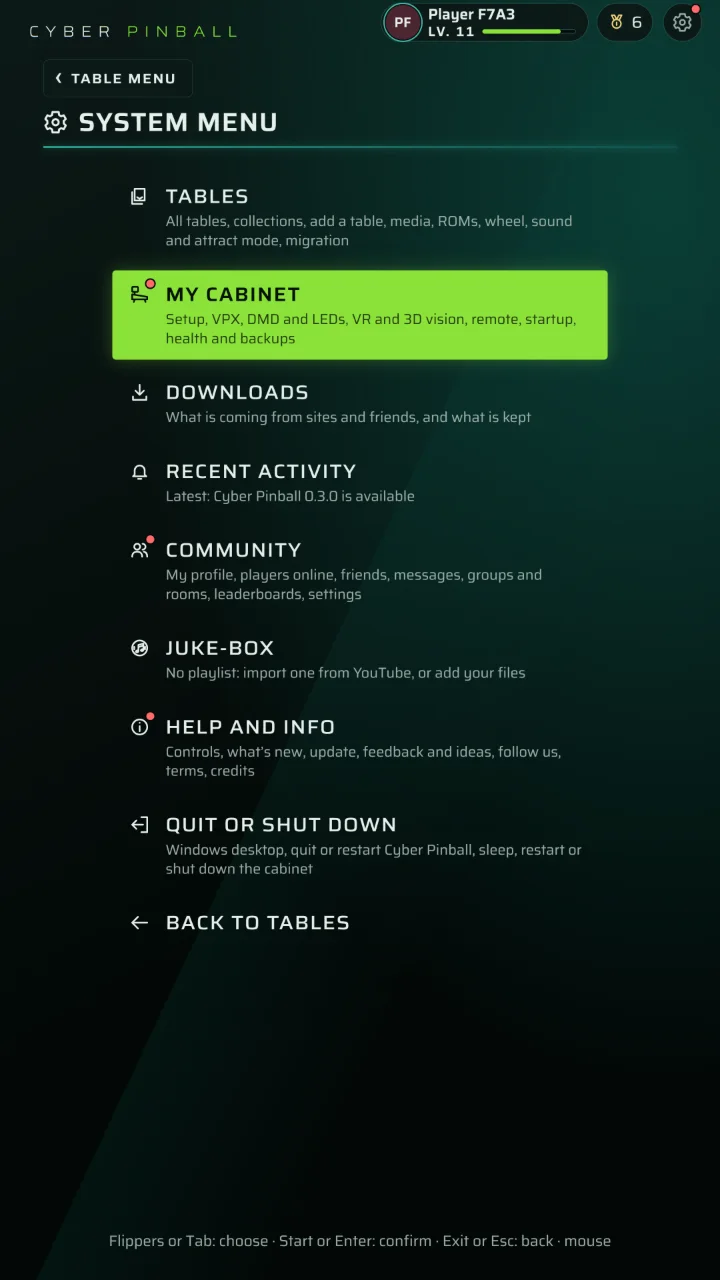 CYBER PINBALL
PF
Player F7A3
LV. 11
6
‹ TABLE MENU
SYSTEM MENU
TABLES
All tables, collections, add a table, media, ROMs, wheel, sound
and attract mode, migration
MY CABINET
Setup, VPX, DMD and LEDs, VR and 3D vision, remote, startup,
health and backups
DOWNLOADS
What is coming from sites and friends, and what is kept
RECENT ACTIVITY
Latest: Cyber Pinball 0.3.0 is available
COMMUNITY
My profile, players online, friends, messages, groups and
rooms, leaderboards, settings
JUKE-BOX
No playlist: import one from YouTube, or add your files
HELP AND INFO
Controls, what's new, update, feedback and ideas, follow us,
terms, credits
QUIT OR SHUT DOWN
Windows desktop, quit or restart Cyber Pinball, sleep, restart or
shut down the cabinet
BACK TO TABLES
Flippers or Tab: choose · Start or Enter: confirm · Exit or Esc: back · mouse